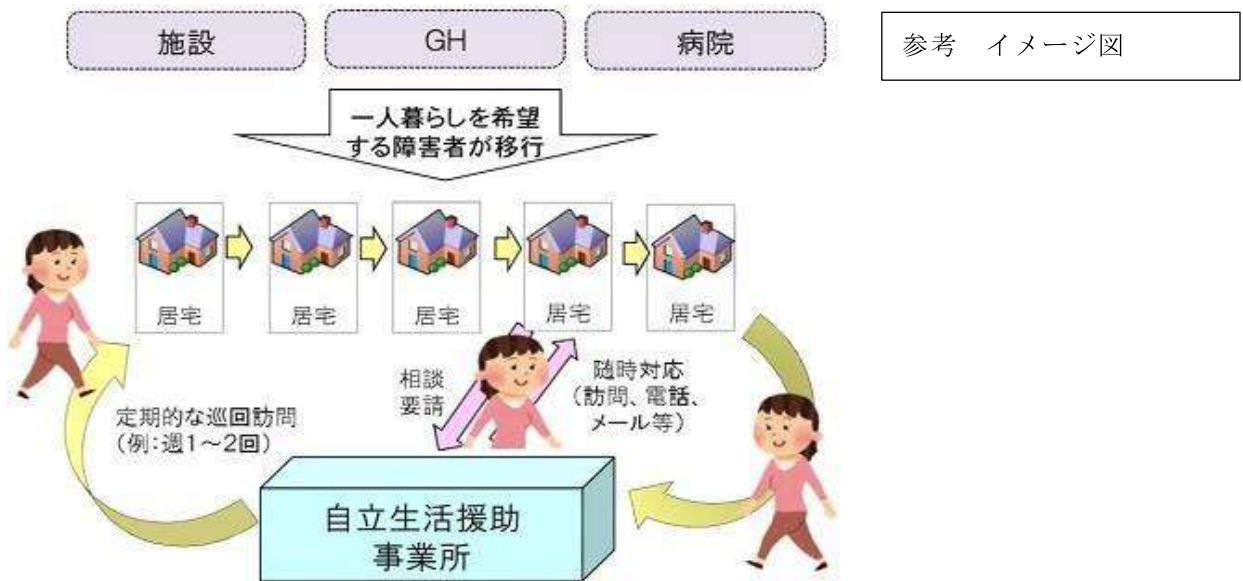 施設
GH
病院
参考　イメージ図
一人暮らしを希望
する障害者が移行
居宅
居宅
居宅
居宅
居宅
相談
要請
随時対応
（訪問、電話、
メール等）
定期的な巡回訪問
（例：週1～2回）
自立生活援助
事業所